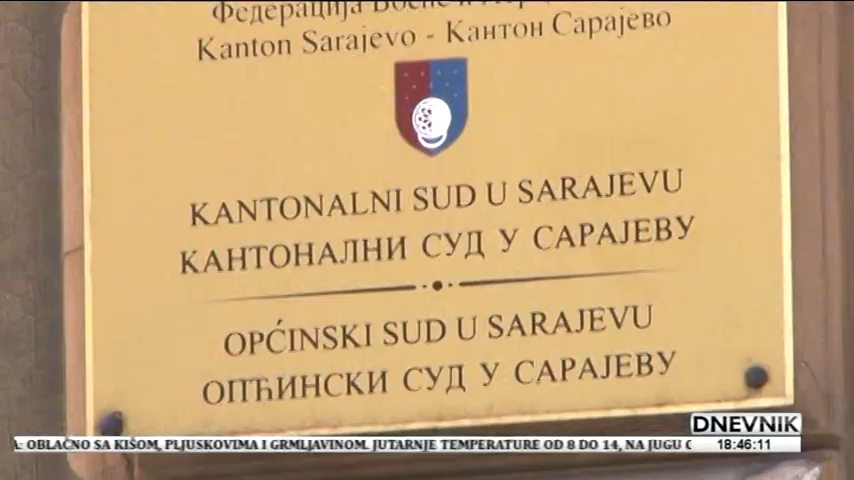 Федерација
Kanton Sarajevo - Кантон Сарајево
KANTONALNI SUD U SARAJEVU
КАНТОНАЛНИ СУД У САРАЈЕВУ
OPĆINSKI SUD U SARAJEVU
ОПЋИНСКИ СУД У САРАЈЕВУ
DNEVNIK
: OBLAČNO SA KIŠOM, PLJUSKOVIMA I GRMLJAVINOM. JUTARNJE TEMPERATURE OD 8 DO 14, NA JUGU
18:46:11